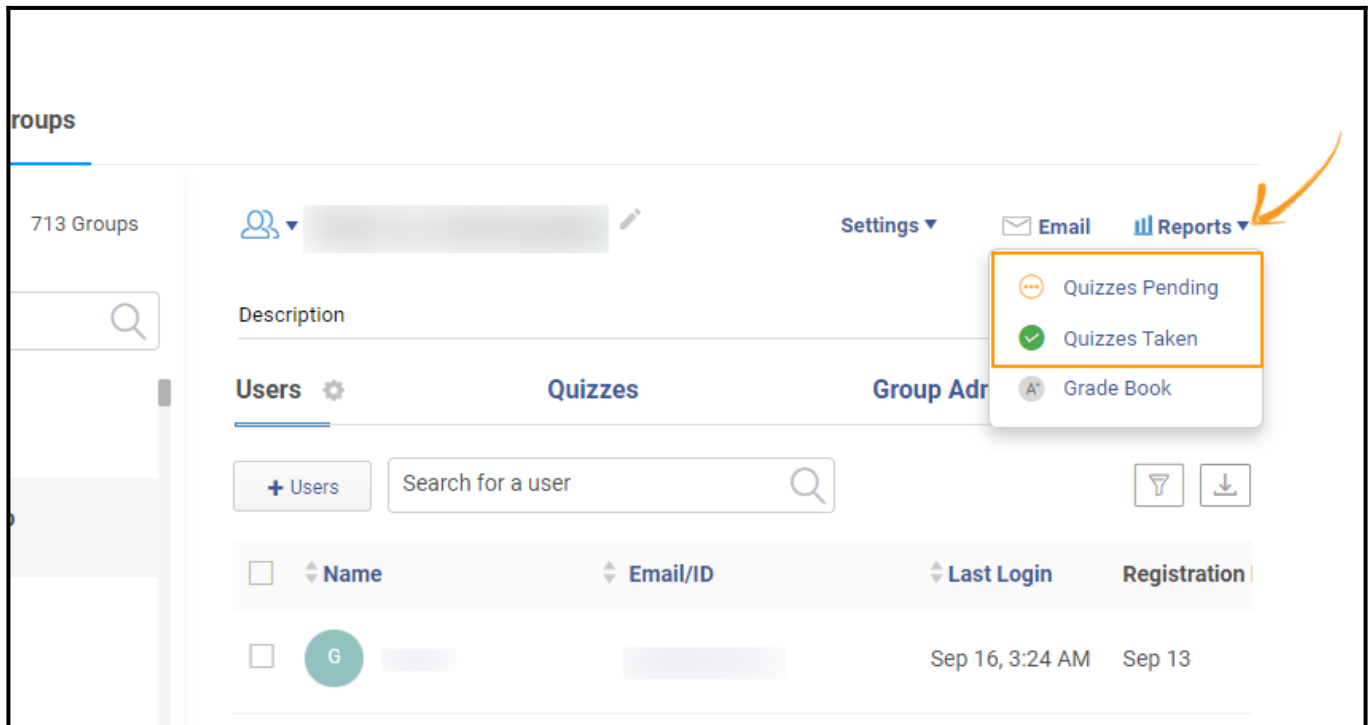 roups
713 Groups
Settings Email Reports
Quizzes Pending
Description
Quizzes Taken
Users Quizzes Group Adr
A+ Grade Book
+ Users Search for a user
Name Email/ID Last Login Registration
G Sep 16, 3:24 AM Sep 13